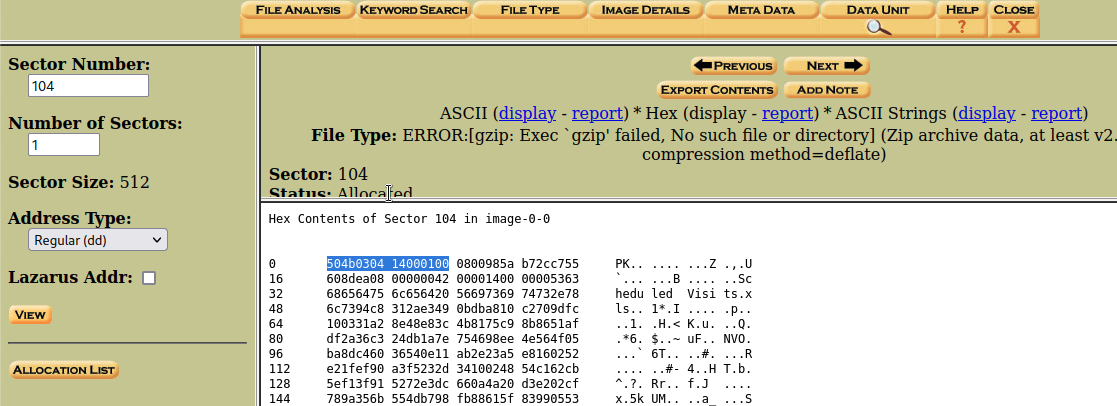 FILE ANALYSIS KEYWORD SEARCH FILE TYPE IMAGE DETAILS META DATA DATA UNIT HELP CLOSE
? X
Sector Number:
104
Number of Sectors:
1
Sector Size: 512
Address Type:
Regular (dd)
Lazarus Addr:
VIEW
ALLOCATION LIST
PREVIOUS NEXT
EXPORT CONTENTS ADD NOTE
ASCII (display - report) * Hex (display - report) * ASCII Strings (display - report)
File Type: ERROR:[gzip: Exec `gzip' failed, No such file or directory] (Zip archive data, at least v2.
compression method=deflate)
Sector: 104
Status: Allocated
Hex Contents of Sector 104 in image-0-0
0 504b0304 14000100 0800985a b72cc755 PK.. .... ...Z .,.U
16 608dea08 00000042 00001400 00005363 `... ...B .... ..Sc
32 68656475 6c656420 56697369 74732e78 hedu led Visi ts.x
48 6c7394c8 312ae349 0bdba810 c2709dfc ls.. 1*.I .... .p..
64 100331a2 8e48e83c 4b8175c9 8b8651af ..1. .H.< K.u. ..Q.
80 df2a36c3 24db1a7e 754698ee 4e564f05 .*6. $..~ uF.. NVO.
96 ba8dc460 36540e11 ab2e23a5 e8160252 ...` 6T.. ..#. ...R
112 e21fef90 a3f5232d 34100248 54c162cb .... ..#- 4..H T.b.
128 5ef13f91 5272e3dc 660a4a20 d3e202cf ^.?. Rr.. f.J ....
144 789a356b 554db798 fb88615f 83990553 x.5k UM.. ..a_ ...S